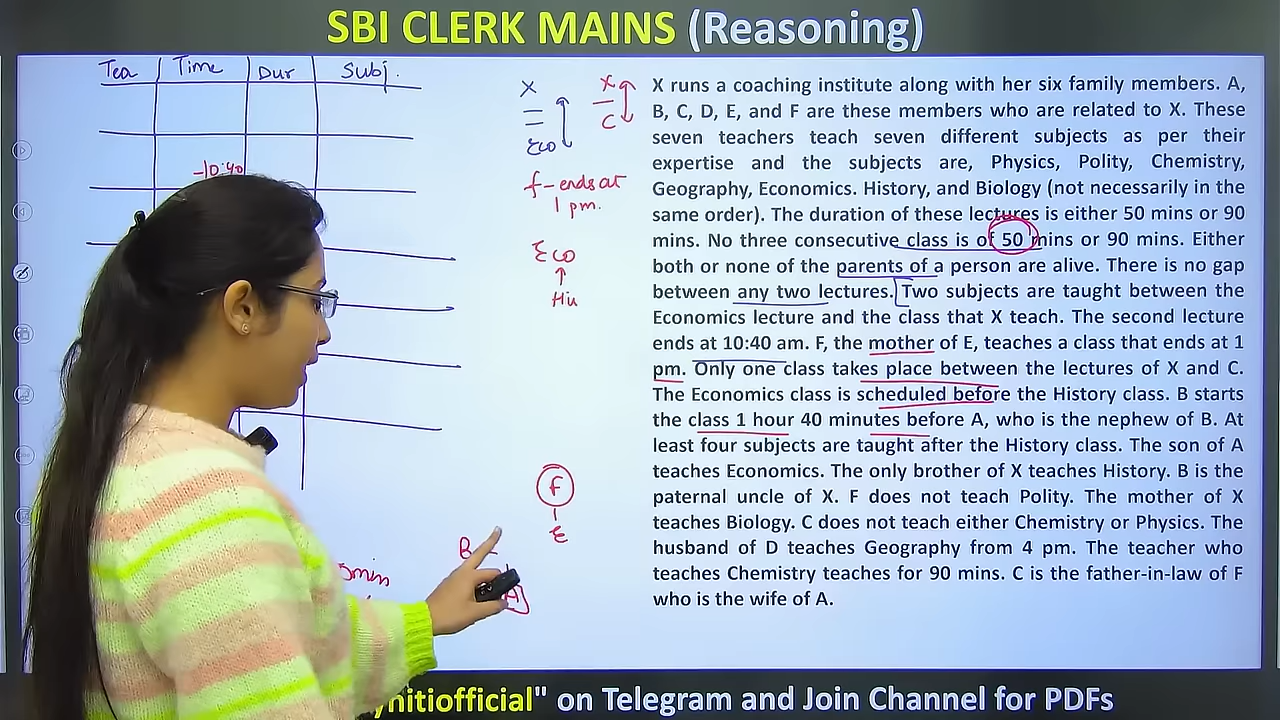 SBI CLERK MAINS (Reasoning)
Tea Time Dur Subj.
-10:40
X
Eco
X
C
f-ends at
1 pm.
Eco
His
F
E
B
A
X runs a coaching institute along with her six family members. A,
B, C, D, E, and F are these members who are related to X. These
seven teachers teach seven different subjects as per their
expertise and the subjects are, Physics, Polity, Chemistry,
Geography, Economics. History, and Biology (not necessarily in the
same order). The duration of these lectures is either 50 mins or 90
mins. No three consecutive class is of 50 mins or 90 mins. Either
both or none of the parents of a person are alive. There is no gap
between any two lectures. Two subjects are taught between the
Economics lecture and the class that X teach. The second lecture
ends at 10:40 am. F, the mother of E, teaches a class that ends at 1
pm. Only one class takes place between the lectures of X and C.
The Economics class is scheduled before the History class. B starts
the class 1 hour 40 minutes before A, who is the nephew of B. At
least four subjects are taught after the History class. The son of A
teaches Economics. The only brother of X teaches History. B is the
paternal uncle of X. F does not teach Polity. The mother of X
teaches Biology. C does not teach either Chemistry or Physics. The
husband of D teaches Geography from 4 pm. The teacher who
teaches Chemistry teaches for 90 mins. C is the father-in-law of F
who is the wife of A.
ynitiofficial" on Telegram and Join Channel for PDFs